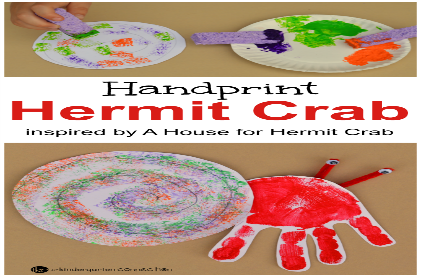 Handprint
Hermit Crab
inspired by A House for Hermit Crab